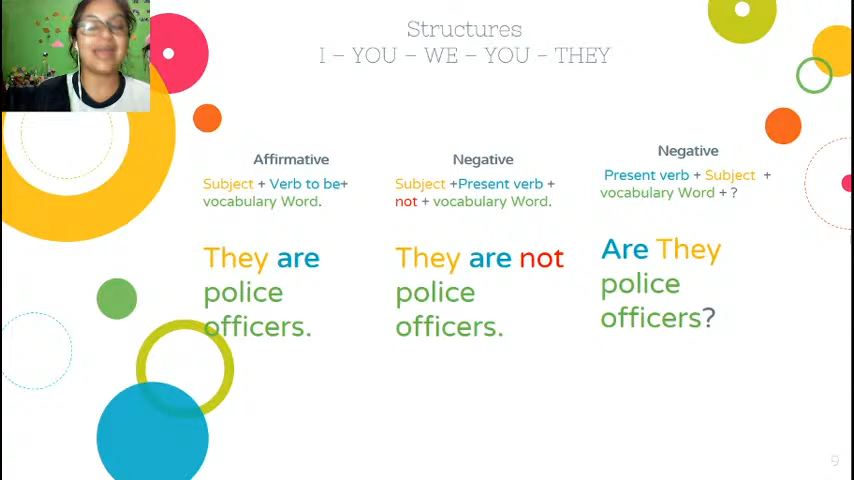 Structures
I – YOU – WE – YOU – THEY
Affirmative
Subject + Verb to be+
vocabulary Word.
They are
police
officers.
Negative
Subject +Present verb +
not + vocabulary Word.
They are not
police
officers.
Negative
Present verb + Subject +
vocabulary Word + ?
Are They
police
officers?
9